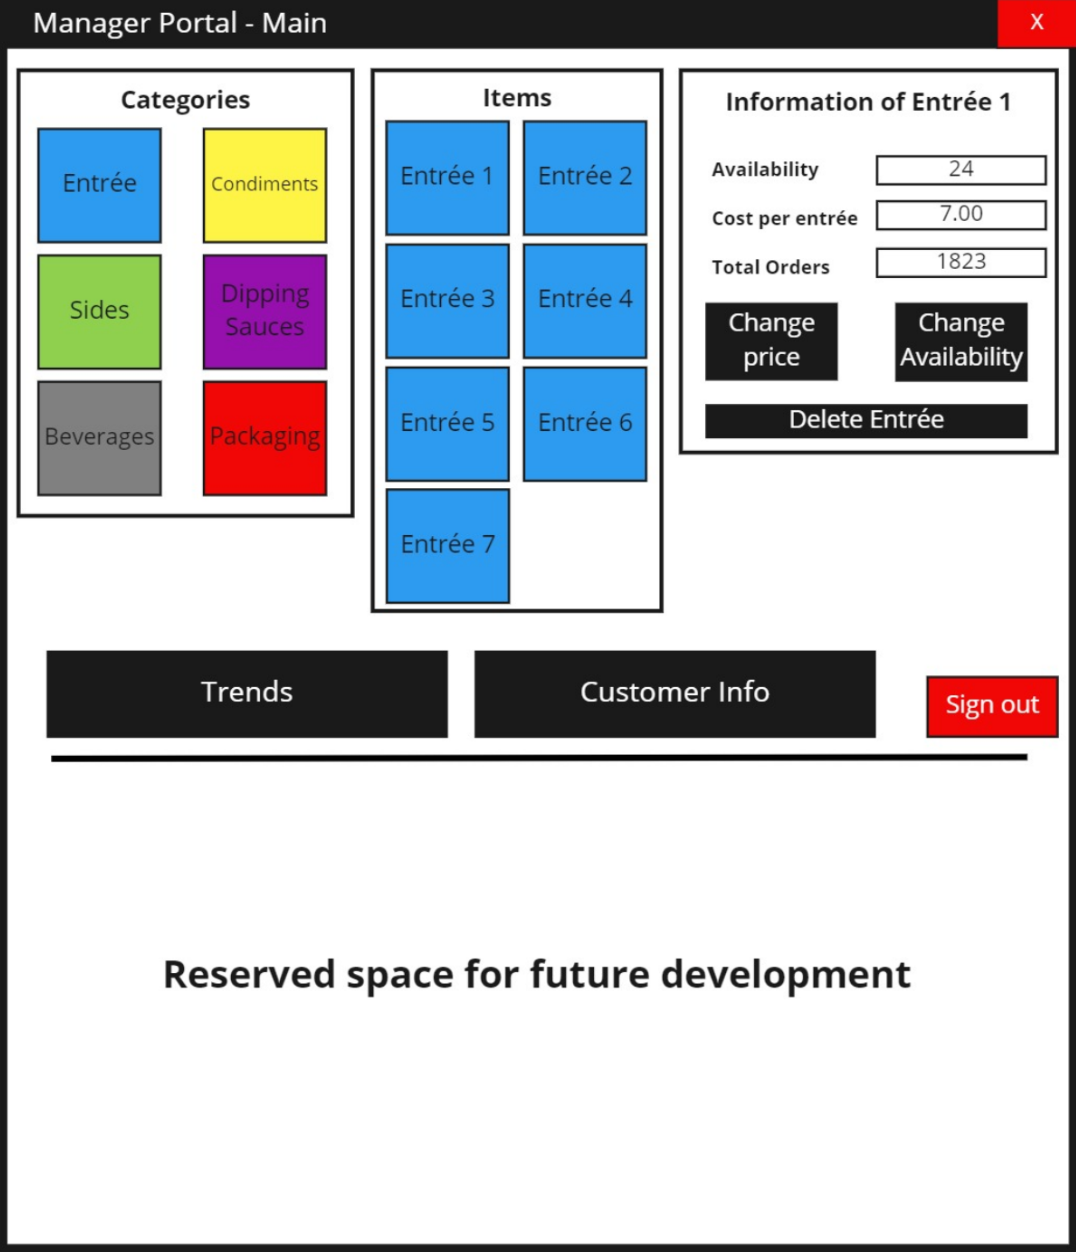 Manager Portal - Main
X
Categories
Entrée
Condiments
Sides
Dipping
Sauces
Beverages
Packaging
Items
Entrée 1
Entrée 2
Entrée 3
Entrée 4
Entrée 5
Entrée 6
Entrée 7
Information of Entrée 1
Availability
24
Cost per entrée
7.00
Total Orders
1823
Change
price
Change
Availability
Delete Entrée
Trends
Customer Info
Sign out
Reserved space for future development